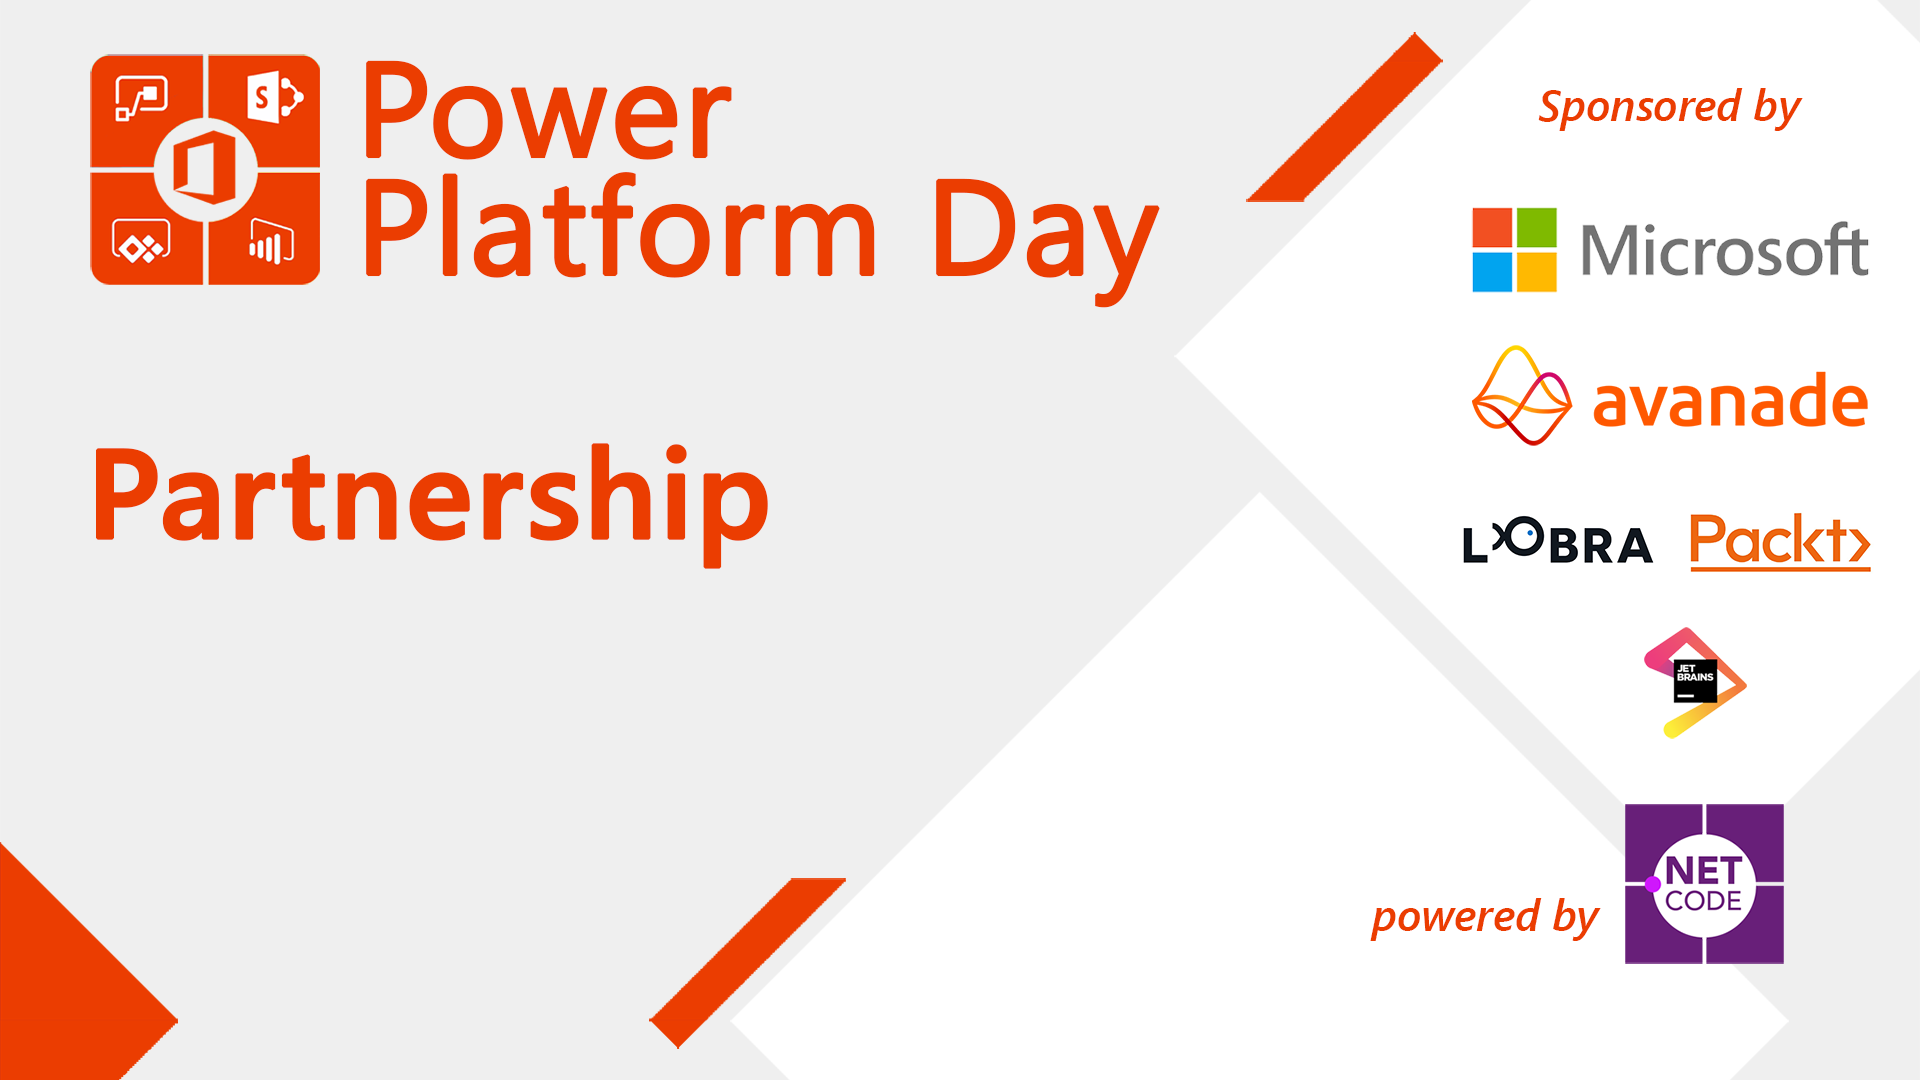 Power
Platform Day
S
Partnership
Sponsored by
Microsoft
avanade
LOBRA
Packt>
JET
BRAINS
powered by
NET
CODE